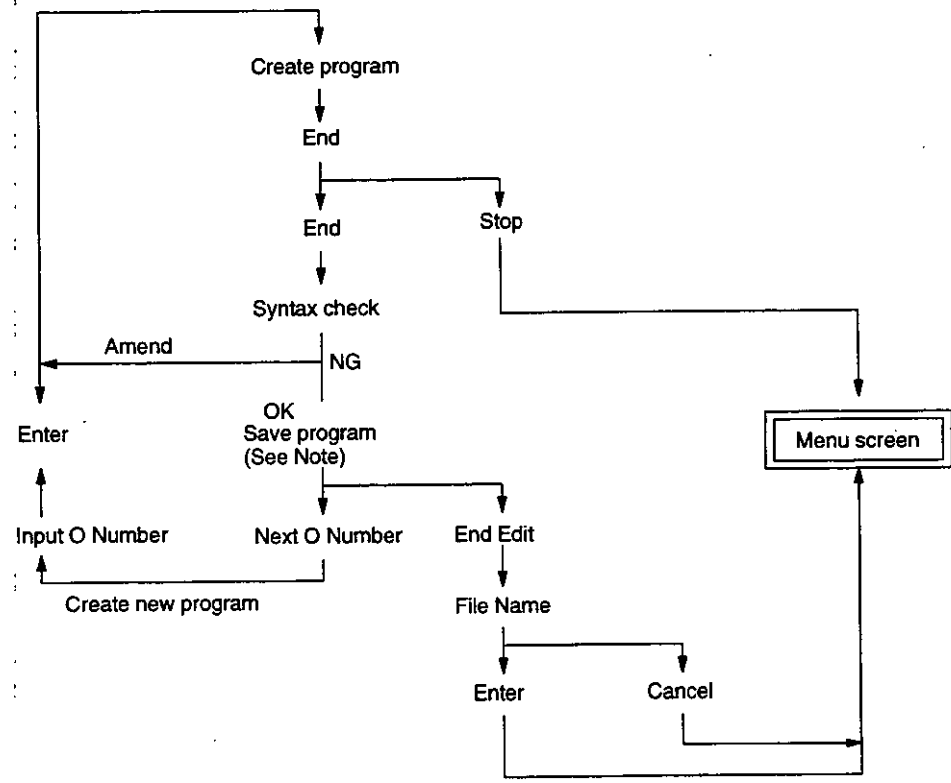 Create program
End
End
Stop
Syntax check
Amend
NG
OK
Enter
Save program
Menu screen
(See Note)
Input O Number
Next O Number
End Edit
Create new program
File Name
Enter
Cancel